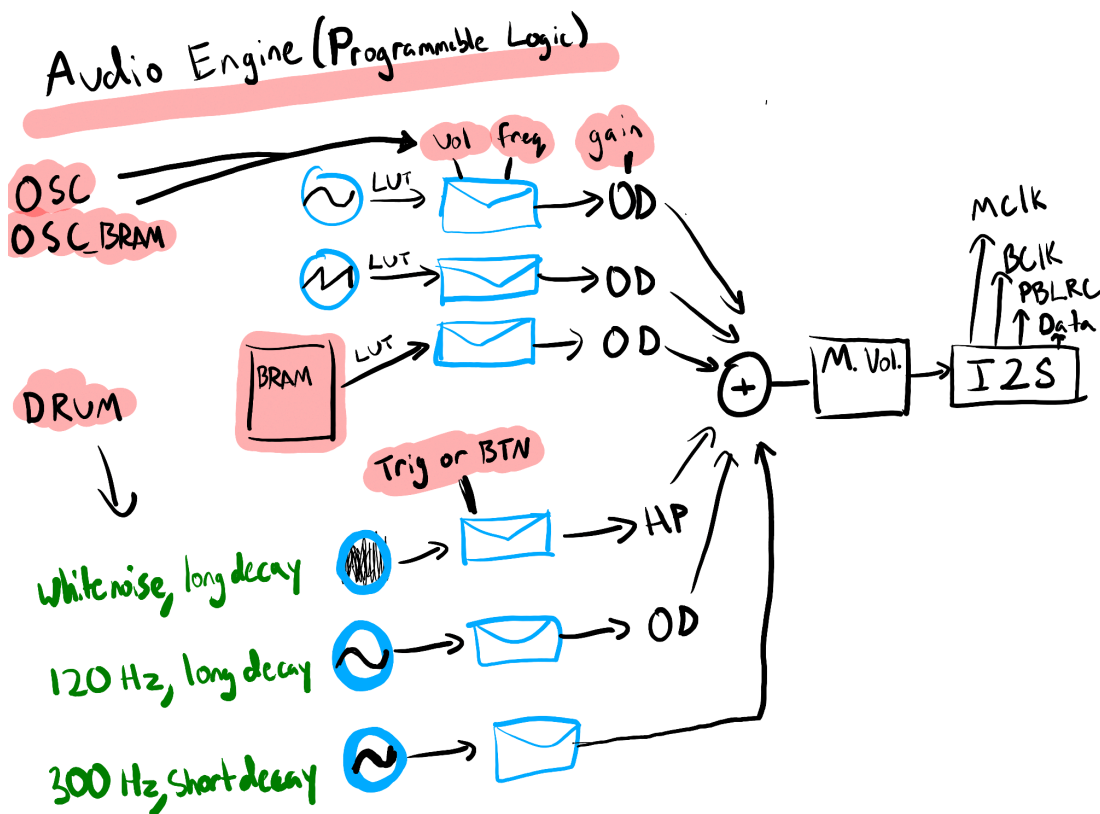 Audio Engine (Programmable Logic)
Vol
freq
gain
OSC
OSC_BRAM
LUT
OD
LUT
OD
BRAM
LUT
OD
MClK
BClK
PBLRC
Data
+
M. Vol.
I2S
DRUM
Trig or BTN
HP
White noise, long decay
OD
120 Hz, long decay
300 Hz, short decay